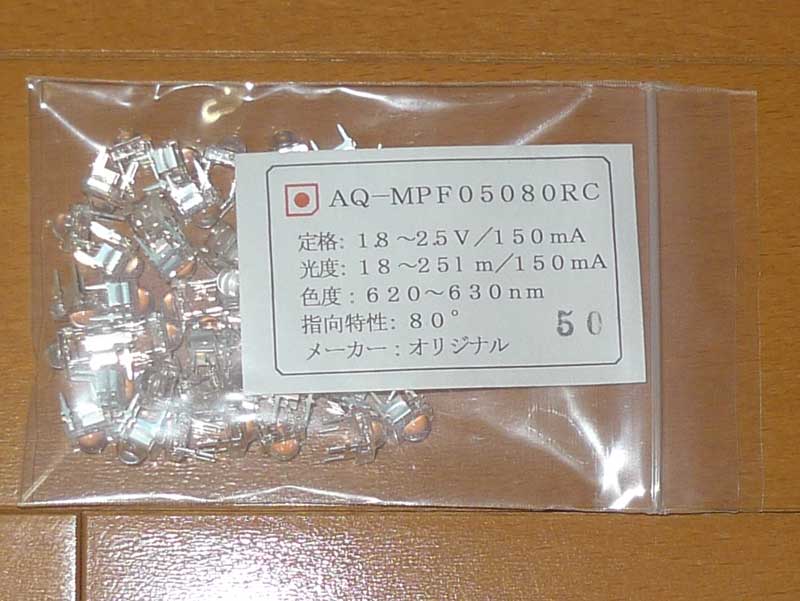 AQ−MPF05080RC
定格: 1.8〜2.5V／150mA
光度: 18〜25lm／150mA
色度: 620〜630nm
指向特性: 80°
50
メーカー: オリジナル